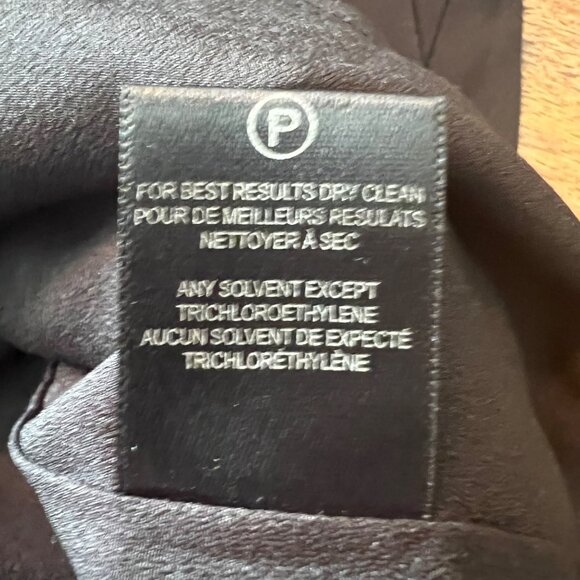 P
FOR BEST RESULTS DRY CLEAN
POUR DE MEILLEURS RESULATS
NETTOYER À SEC
ANY SOLVENT EXCEPT
TRICHLOROETHYLENE
AUCUN SOLVENT DE EXPECTÉ
TRICHLORÉTHYLÈNE